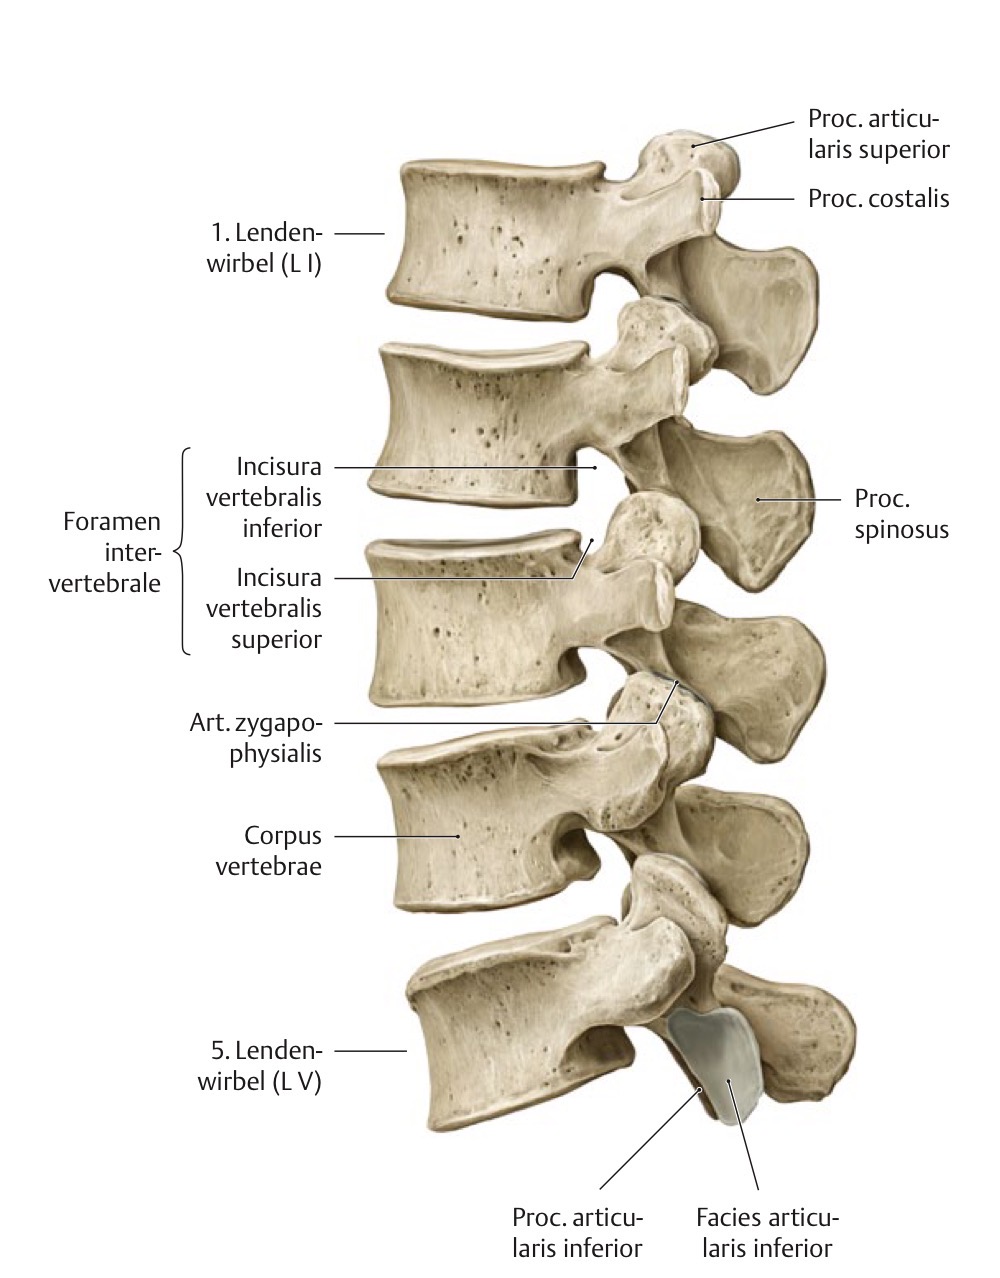 Proc. articu-
laris superior
Proc. costalis
1. Lenden-
wirbel (L I)
Incisura
vertebralis
inferior
Foramen
inter-
vertebrale
Incisura
vertebralis
superior
Proc.
spinosus
Art. zygapo-
physialis
Corpus
vertebrae
5. Lenden-
wirbel (L V)
Proc. articu-
laris inferior
Facies articu-
laris inferior